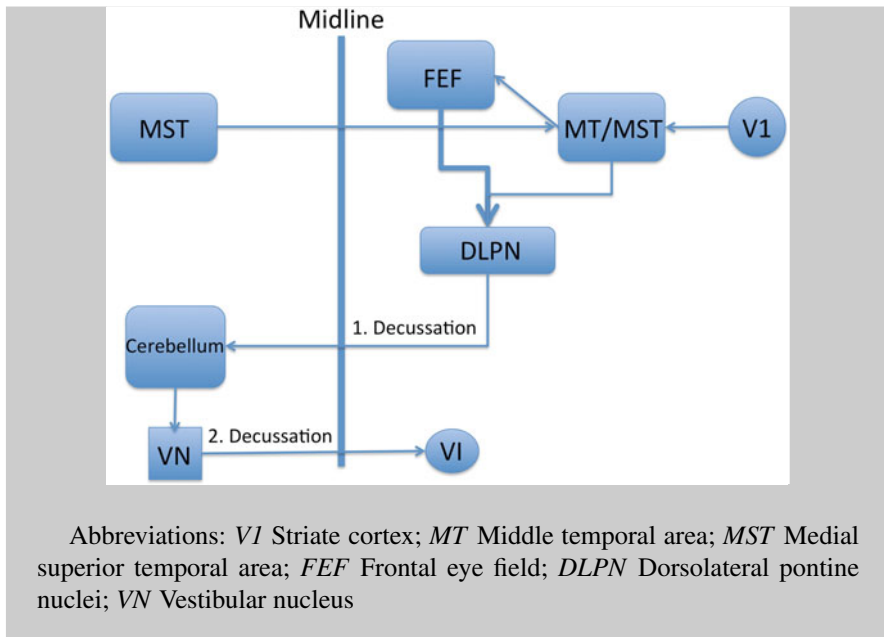 Midline
FEF
MST
MT/MST
V1
DLPN
1. Decussation
Cerebellum
2. Decussation
VN
VI
Abbreviations: V1 Striate cortex; MT Middle temporal area; MST Medial
superior temporal area; FEF Frontal eye field; DLPN Dorsolateral pontine
nuclei; VN Vestibular nucleus